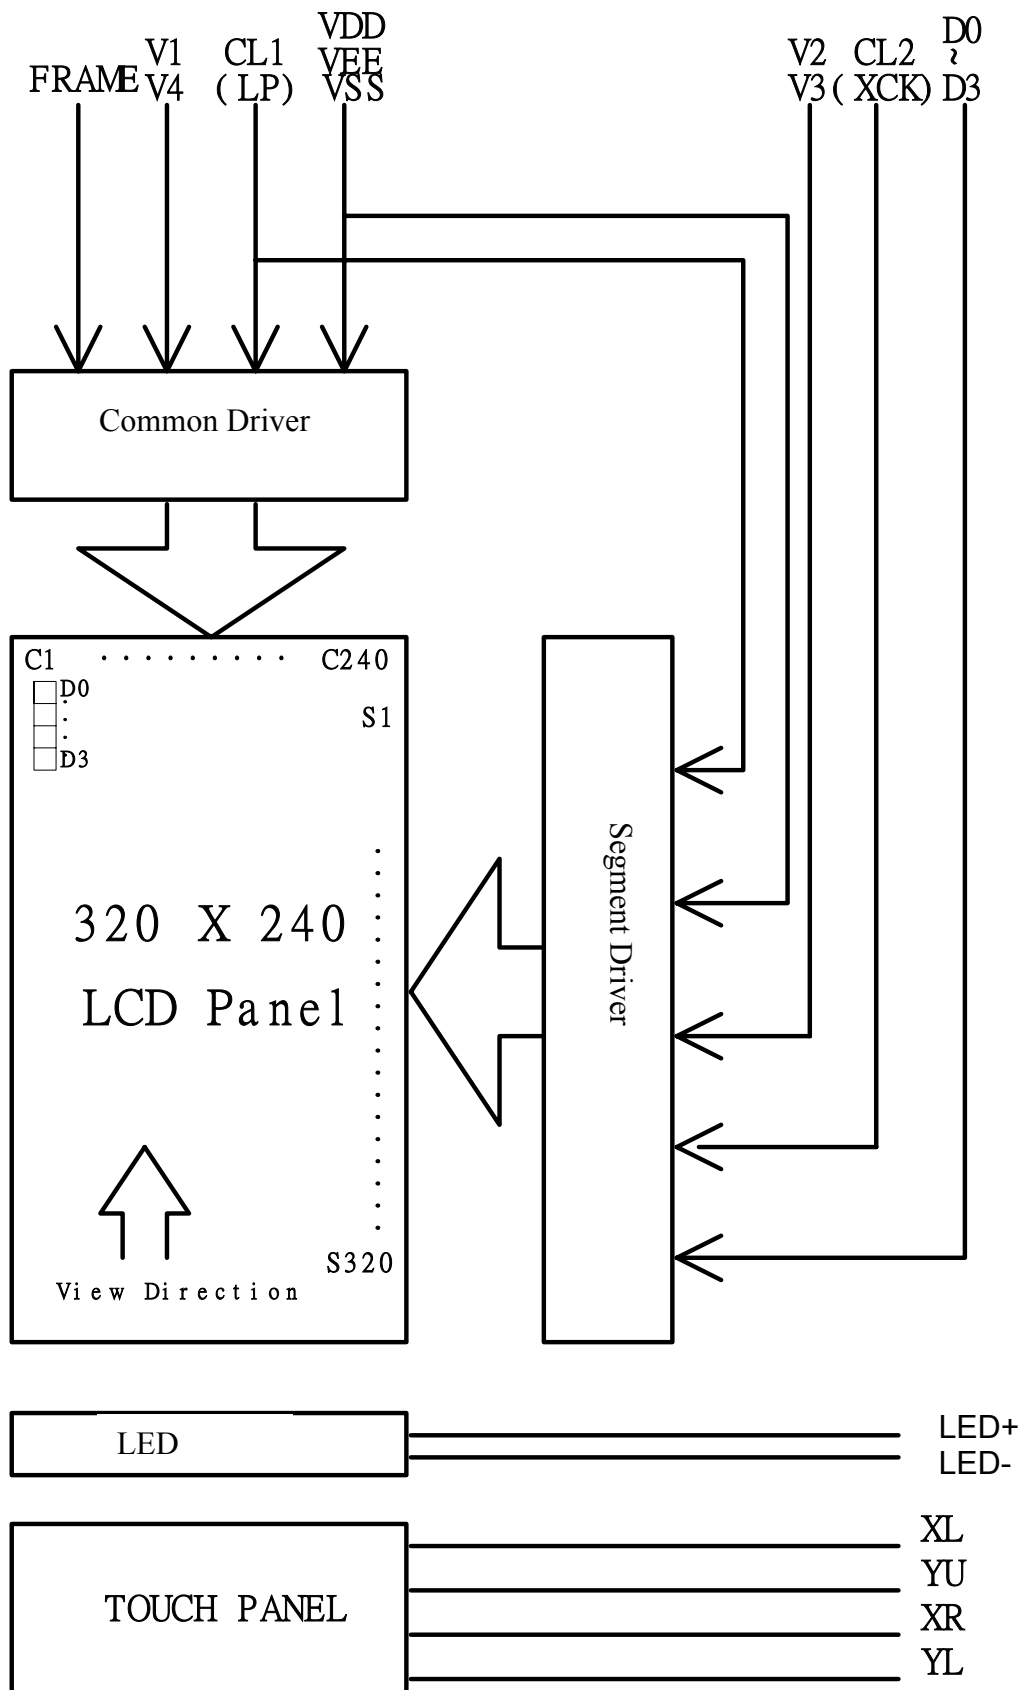 FRAME
V1
V4
CL1
(LP)
VDD
VEE
VSS
V2
V3
CL2
(XCK)
D0
~
D3
Common Driver
C1 ········· C240
D0
D3
S1
320 X 240
LCD Panel
S320
View Direction
Segment Driver
LED
LED+
LED-
TOUCH PANEL
XL
YU
XR
YL